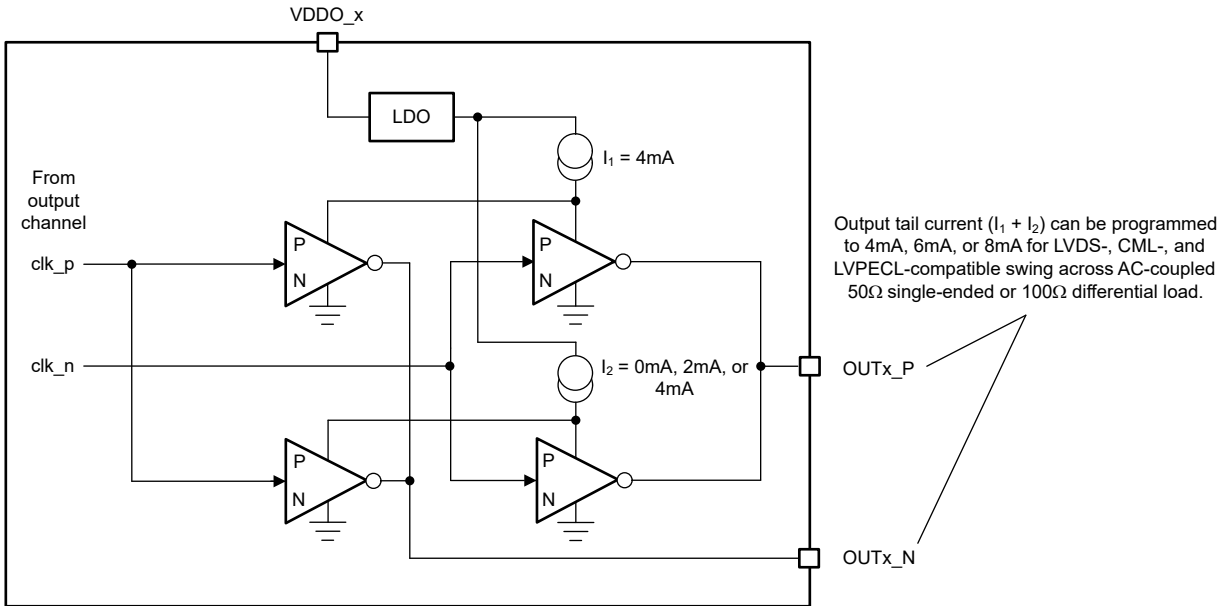 VDDO_x
LDO
I₁ = 4mA
From
output
channel
P
N
P
N
clk_p
Output tail current (I₁ + I₂) can be programmed
to 4mA, 6mA, or 8mA for LVDS-, CML-, and
LVPECL-compatible swing across AC-coupled
50Ω single-ended or 100Ω differential load.
clk_n
I₂ = 0mA, 2mA, or
4mA
OUTx_P
P
N
P
N
OUTx_N